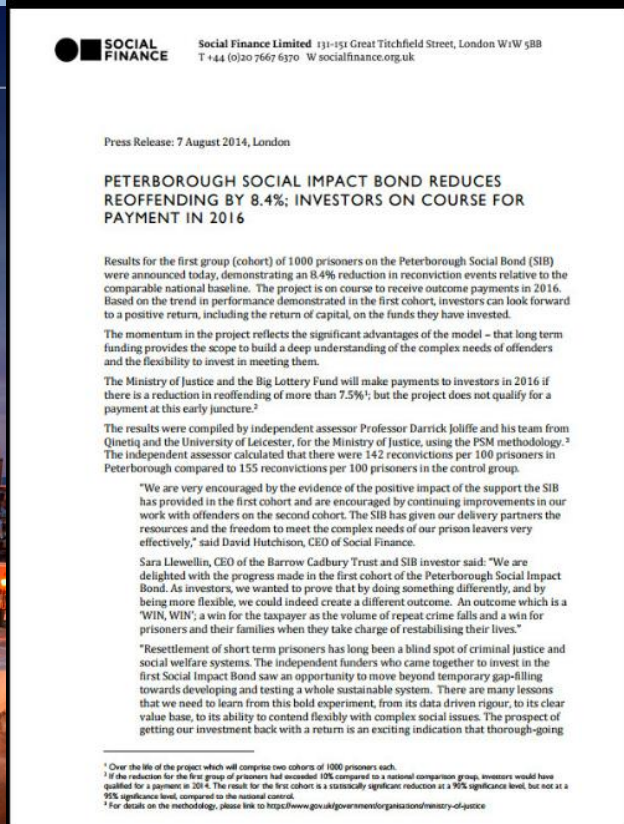 SOCIAL
FINANCE
Social Finance Limited 131-151 Great Titchfield Street, London W1W 5BB
T +44 (0)20 7667 6370 W socialfinance.org.uk
Press Release: 7 August 2014, London
PETERBOROUGH SOCIAL IMPACT BOND REDUCES
REOFFENDING BY 8.4%; INVESTORS ON COURSE FOR
PAYMENT IN 2016
Results for the first group (cohort) of 1000 prisoners on the Peterborough Social Bond (SIB)
were announced today, demonstrating an 8.4% reduction in reconviction events relative to the
comparable national baseline. The project is on course to receive outcome payments in 2016.
Based on the trend in performance demonstrated in the first cohort, investors can look forward
to a positive return, including the return of capital, on the funds they have invested.
The momentum in the project reflects the significant advantages of the model – that long term
funding provides the scope to build a deep understanding of the complex needs of offenders
and the flexibility to invest in meeting them.
The Ministry of Justice and the Big Lottery Fund will make payments to investors in 2016 if
there is a reduction in reoffending of more than 7.5%¹; but the project does not qualify for a
payment at this early juncture.²
The results were compiled by independent assessor Professor Darrick Joliffe and his team from
Qinetiq and the University of Leicester, for the Ministry of Justice, using the PSM methodology.³
The independent assessor calculated that there were 142 reconvictions per 100 prisoners in
Peterborough compared to 155 reconvictions per 100 prisoners in the control group.
"We are very encouraged by the evidence of the positive impact of the support the SIB
has provided in the first cohort and are encouraged by continuing improvements in our
work with offenders on the second cohort. The SIB has given our delivery partners the
resources and the freedom to meet the complex needs of our prison leavers very
effectively," said David Hutchison, CEO of Social Finance.
Sara Llewellin, CEO of the Barrow Cadbury Trust and SIB investor said: "We are
delighted with the progress made in the first cohort of the Peterborough Social Impact
Bond. As investors, we wanted to prove that by doing something differently, and by
being more flexible, we could indeed create a different outcome. An outcome which is a
'WIN, WIN'; a win for the taxpayer as the volume of repeat crime falls and a win for
prisoners and their families when they take charge of restabilising their lives."
"Resettlement of short term prisoners has long been a blind spot of criminal justice and
social welfare systems. The independent funders who came together to invest in the
first Social Impact Bond saw an opportunity to move beyond temporary gap-filling
towards developing and testing a whole sustainable system. There are many lessons
that we need to learn from this bold experiment, from its data driven rigour, to its clear
value base, to its ability to contend flexibly with complex social issues. The prospect of
getting our investment back with a return is an exciting indication that thorough-going
¹ Over the life of the project which will comprise two cohorts of 1000 prisoners each.
² If the reduction for the first group of prisoners had exceeded 10% compared to a national comparison group, investors would have
qualified for a payment in 2014. The result for the first cohort is a statistically significant reduction at a 90% significance level, but not at a
95% significance level, compared to the national control.
³ For details on the methodology, please link to https://www.gov.uk/government/organisations/ministry-of-justice